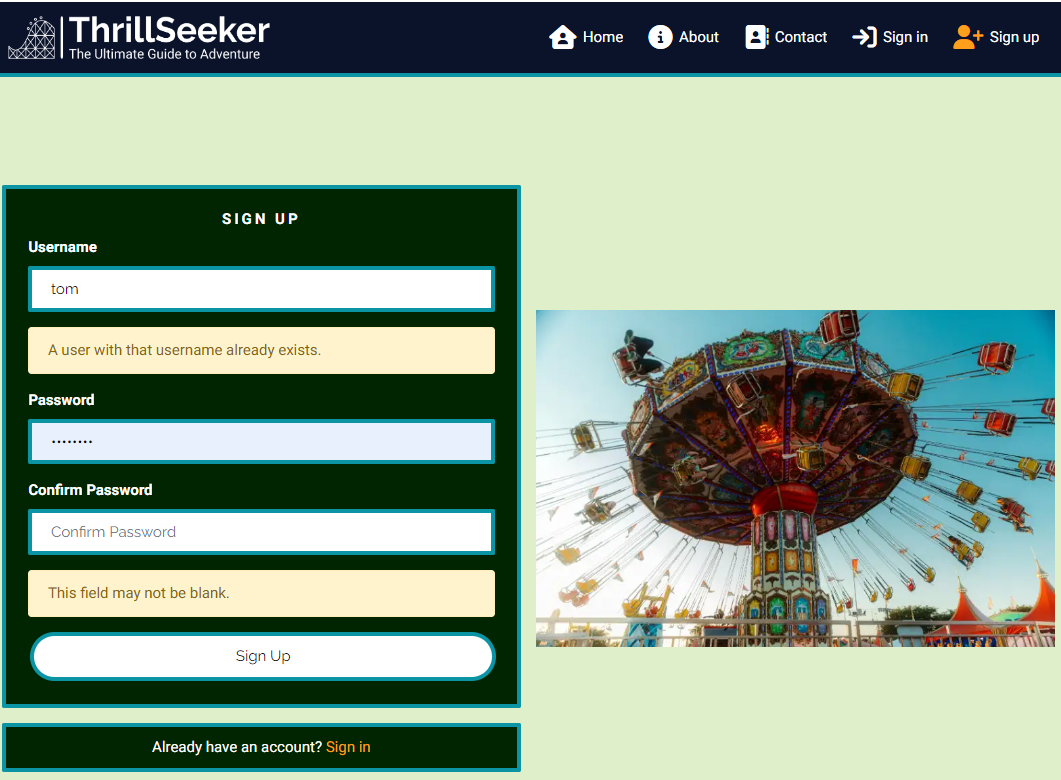 ThrillSeeker
The Ultimate Guide to Adventure
Home About Contact Sign in Sign up
SIGN UP
Username
tom
A user with that username already exists.
Password
••••••••
Confirm Password
Confirm Password
This field may not be blank.
Sign Up
Already have an account? Sign in